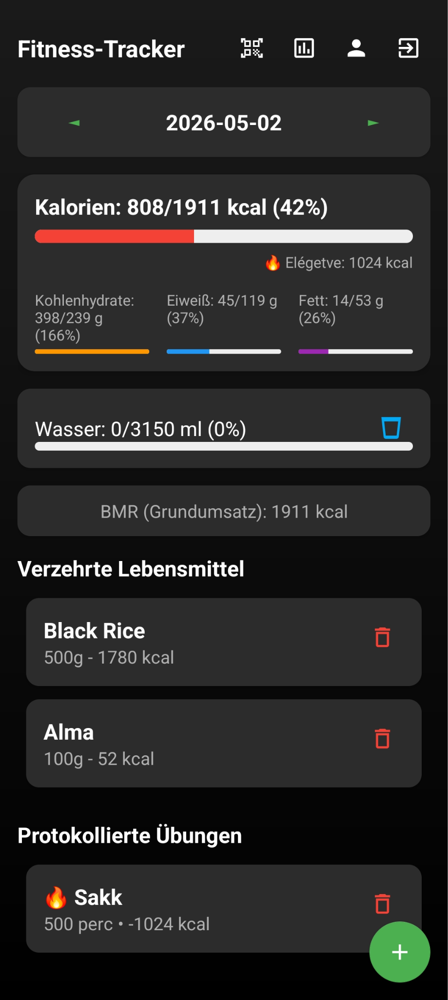 Fitness-Tracker
2026-05-02
Kalorien: 808/1911 kcal (42%)
🔥 Elégetve: 1024 kcal
Kohlenhydrate:
398/239 g
(166%)
Eiweiß: 45/119 g
(37%)
Fett: 14/53 g
(26%)
Wasser: 0/3150 ml (0%)
BMR (Grundumsatz): 1911 kcal
Verzehrte Lebensmittel
Black Rice
500g - 1780 kcal
Alma
100g - 52 kcal
Protokollierte Übungen
🔥 Sakk
500 perc • -1024 kcal